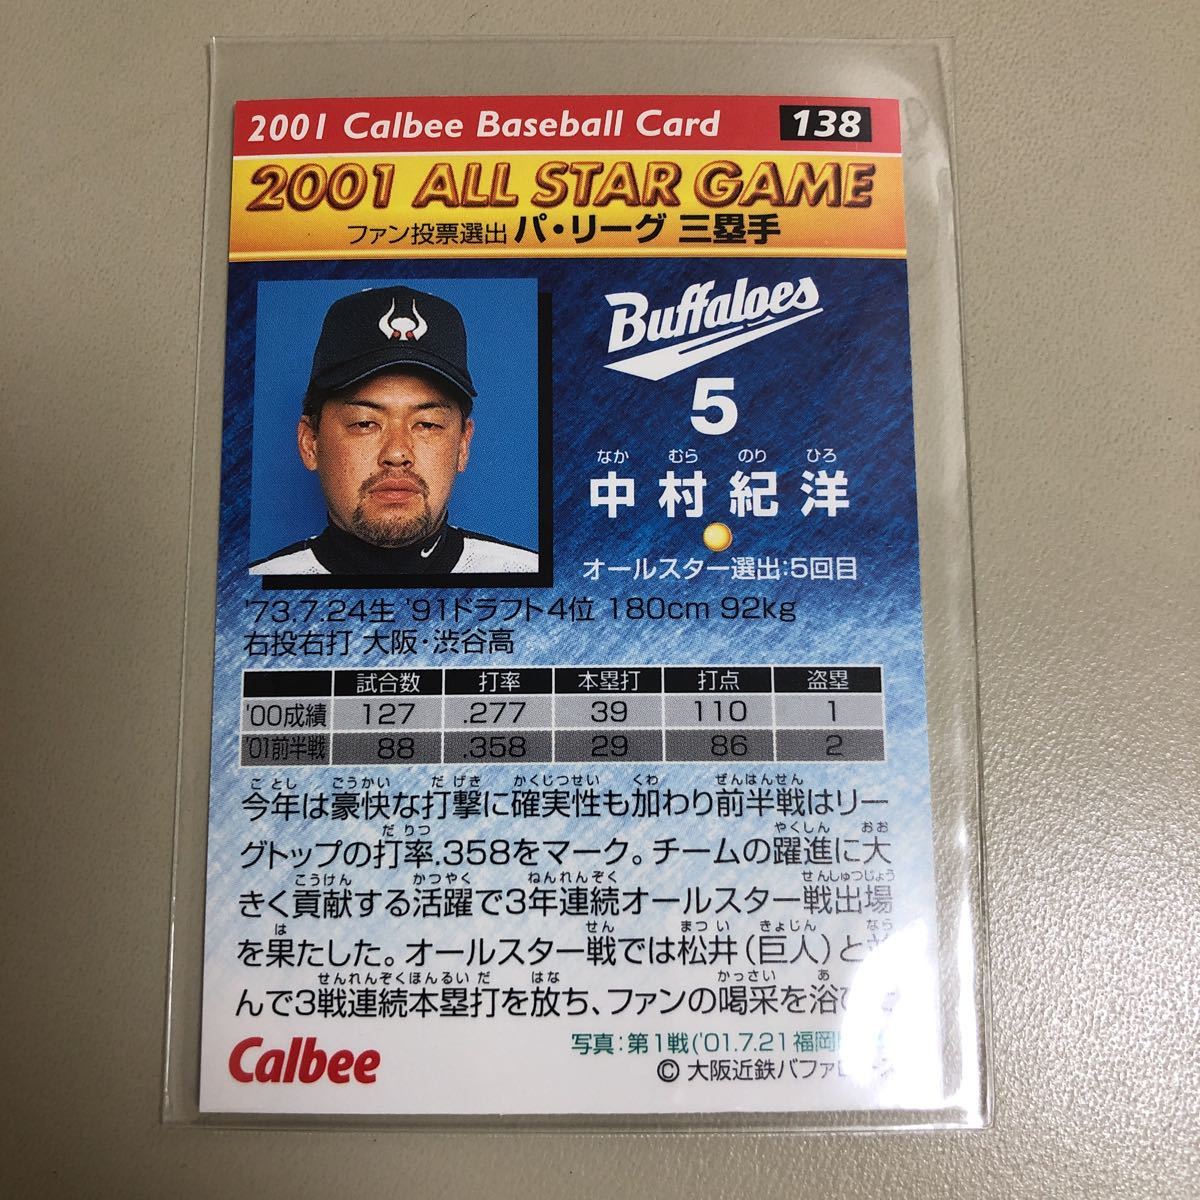 2001 Calbee Baseball Card 138
2001 ALL STAR GAME
ファン投票選出 パ・リーグ 三塁手
Buffaloes
5
なか むら のり ひろ
中村紀洋
オールスター選出:5回目
'73.7.24生 '91ドラフト4位 180cm 92kg
右投右打 大阪・渋谷高
試合数 打率 本塁打 打点 盗塁
'00成績 127 .277 39 110 1
'01前半戦 88 .358 29 86 2
ことし ごうかい だげき かくじつせい くわ ぜんはんせん
今年は豪快な打撃に確実性も加わり前半戦はリー
だりつ やくしん おお
グトップの打率.358をマーク。チームの躍進に大
こうけん かつやく ねんれんぞく せんしゅつじょう
きく貢献する活躍で3年連続オールスター戦出場
は せん まつい きょじん なら
を果たした。オールスター戦では松井(巨人)と
せんれんぞくほんるいだ はな かっさい あ
んで3戦連続本塁打を放ち、ファンの喝采を浴び
Calbee
写真:第1戦('01.7.21福岡
© 大阪近鉄バファローズ